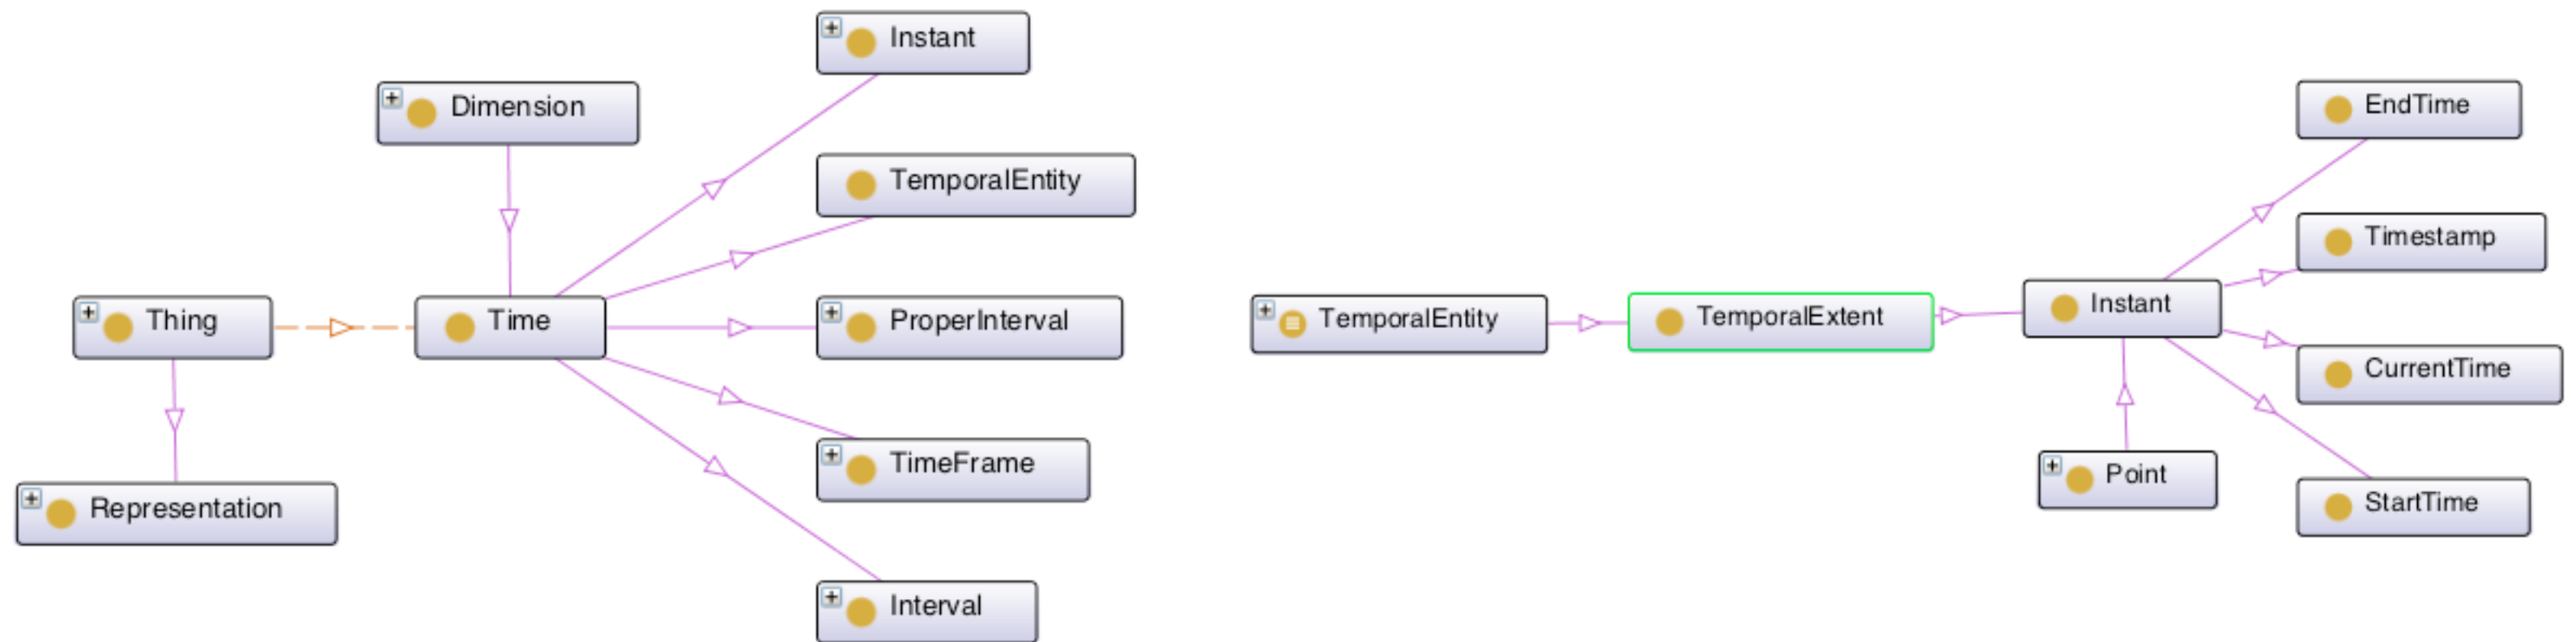 Instant
Dimension
TemporalEntity
Thing
Time
ProperInterval
TimeFrame
Representation
Interval
EndTime
Timestamp
TemporalEntity
TemporalExtent
Instant
CurrentTime
Point
StartTime